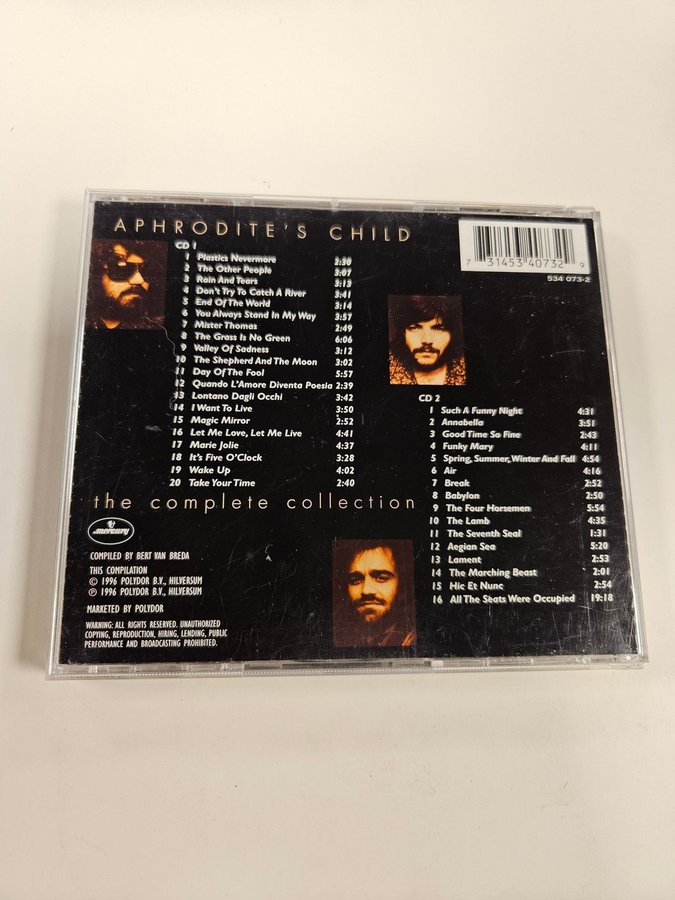 APHRODITE'S CHILD
7 31453 40732 9
534 073-2
CD 1
1 Plastics Nevermore 2:30
2 The Other People 3:07
3 Rain And Tears 3:13
4 Don't Try To Catch A River 3:41
5 End Of The World 3:14
6 You Always Stand In My Way 3:57
7 Mister Thomas 2:49
8 The Grass Is No Green 6:06
9 Valley Of Sadness 3:12
10 The Shepherd And The Moon 3:02
11 Day Of The Fool 5:57
12 Quando L'Amore Diventa Poesia 2:39
13 Lontano Dagli Occhi 3:42
14 I Want To Live 3:50
15 Magic Mirror 2:52
16 Let Me Love, Let Me Live 4:41
17 Marie Jolie 4:37
18 It's Five O'Clock 3:28
19 Wake Up 4:02
20 Take Your Time 2:40
CD 2
1 Such A Funny Night 4:31
2 Annabella 3:51
3 Good Time So Fine 2:43
4 Funky Mary 4:11
5 Spring, Summer, Winter And Fall 4:54
6 Air 4:16
7 Break 2:52
8 Babylon 2:50
9 The Four Horsemen 5:54
10 The Lamb 4:35
11 The Seventh Seal 1:31
12 Aegian Sea 5:20
13 Lament 2:53
14 The Marching Beast 2:01
15 Hic Et Nunc 2:54
16 All The Seats Were Occupied 19:18
the complete collection
mercury
COMPILED BY BERT VAN BREDA
THIS COMPILATION
© 1996 POLYDOR B.V., HILVERSUM
℗ 1996 POLYDOR B.V., HILVERSUM
MARKETED BY POLYDOR
WARNING: ALL RIGHTS RESERVED. UNAUTHORIZED
COPYING, REPRODUCTION, HIRING, LENDING, PUBLIC
PERFORMANCE AND BROADCASTING PROHIBITED.